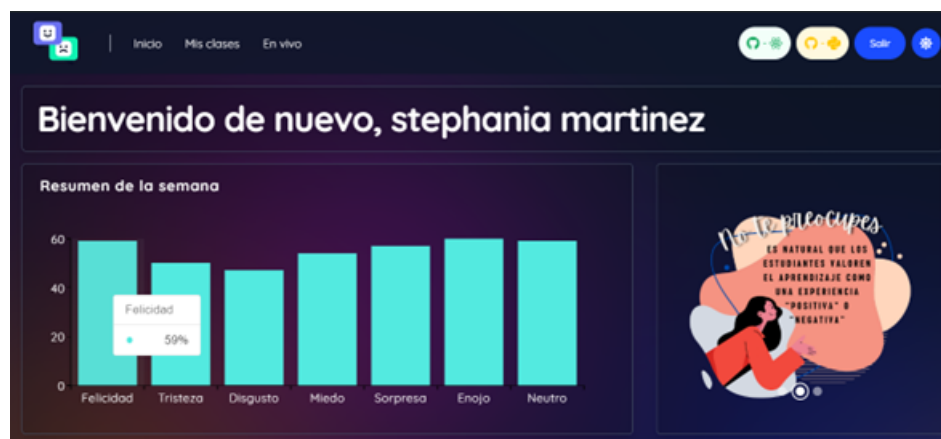 Inicio Mis clases En vivo
Salir
Bienvenido de nuevo, stephania martinez
Resumen de la semana
60
40
20
0
Felicidad
59%
Felicidad Tristeza Disgusto Miedo Sorpresa Enojo Neutro
No te preocupes
ES NATURAL QUE LOS
ESTUDIANTES VALOREN
EL APRENDIZAJE COMO
UNA EXPERIENCIA
"POSITIVA" O
"NEGATIVA"